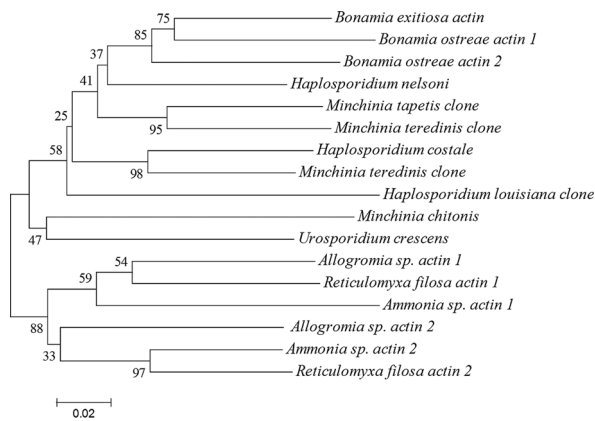 75
Bonamia exitiosa actin
85
Bonamia ostreae actin 1
37
Bonamia ostreae actin 2
41
Haplosporidium nelsoni
Minchinia tapetis clone
25
95
Minchinia teredinis clone
58
Haplosporidium costale
98
Minchinia teredinis clone
Haplosporidium louisiana clone
Minchinia chitonis
47
Urosporidium crescens
54
Allogromia sp. actin 1
59
Reticulomyxa filosa actin 1
Ammonia sp. actin 1
88
Allogromia sp. actin 2
33
Ammonia sp. actin 2
97
Reticulomyxa filosa actin 2
0.02